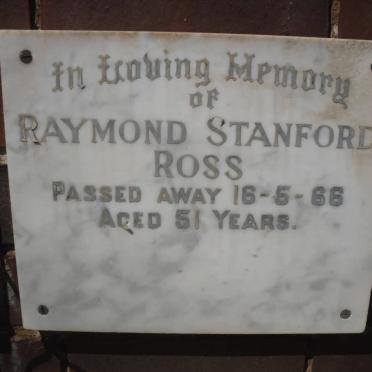 In Loving Memory
OF
RAYMOND STANFORD
ROSS
PASSED AWAY 16-5-66
AGED 51 YEARS.